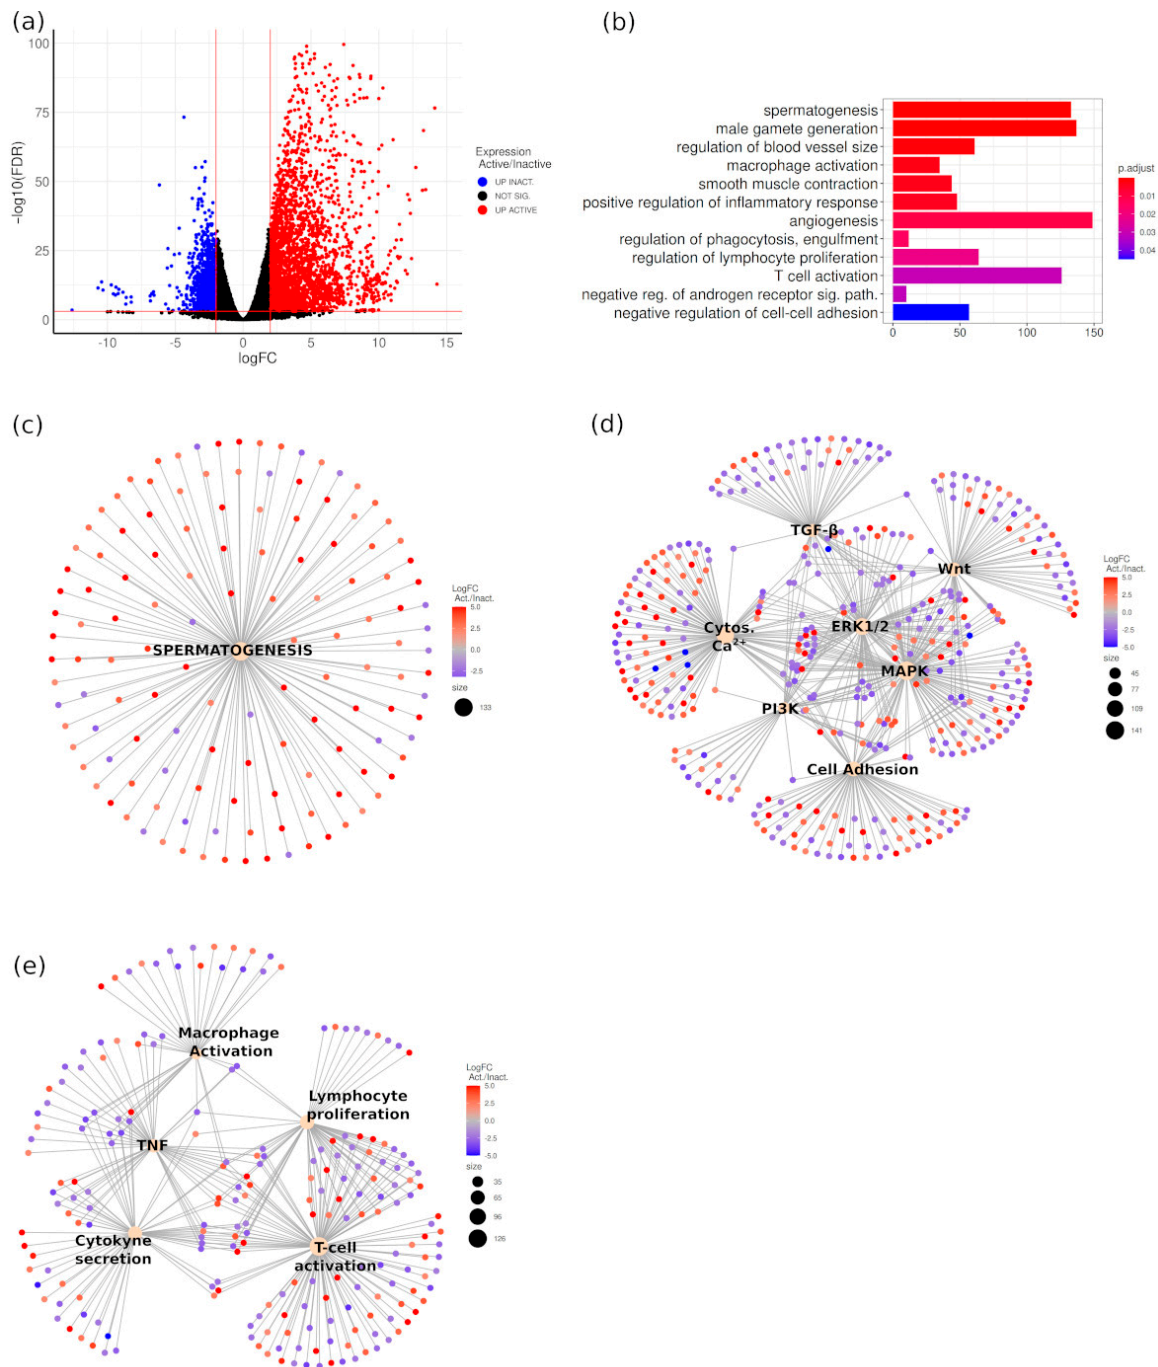 (a)
100
75
50
25
0
−log10(FDR)
-10
-5
0
5
10
15
logFC
Expression
Active/Inactive
UP INACT.
NOT SIG.
UP ACTIVE
(b)
spermatogenesis
male gamete generation
regulation of blood vessel size
macrophage activation
smooth muscle contraction
positive regulation of inflammatory response
angiogenesis
regulation of phagocytosis, engulfment
regulation of lymphocyte proliferation
T cell activation
negative reg. of androgen receptor sig. path.
negative regulation of cell-cell adhesion
0
50
100
150
p.adjust
0.01
0.02
0.03
0.04
(c)
SPERMATOGENESIS
LogFC
Act./Inact.
5.0
2.5
0.0
-2.5
size
133
(d)
TGF-β
Wnt
Cytos.
Ca²⁺
ERK1/2
MAPK
PI3K
Cell Adhesion
LogFC
Act./Inact.
5.0
2.5
0.0
-2.5
-5.0
size
45
77
109
141
(e)
Macrophage
Activation
Lymphocyte
proliferation
TNF
Cytokyne
secretion
T-cell
activation
LogFC
Act./Inact.
5.0
2.5
0.0
-2.5
-5.0
size
35
65
96
126